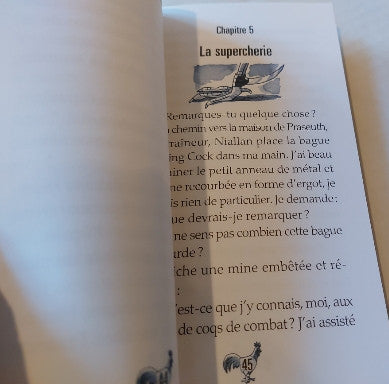 Chapitre 5
La supercherie
Remarques-tu quelque chose ?
chemin vers la maison de Praseuth,
raîneur, Niallan place la bague
ing Cock dans ma main. J'ai beau
iner le petit anneau de métal et
ne recourbée en forme d'ergot, je
is rien de particulier. Je demande :
ue devrais-je remarquer ?
ne sens pas combien cette bague
urde ?
iche une mine embêtée et ré-
:
'est-ce que j'y connais, moi, aux
de coqs de combat ? J'ai assisté
44
45